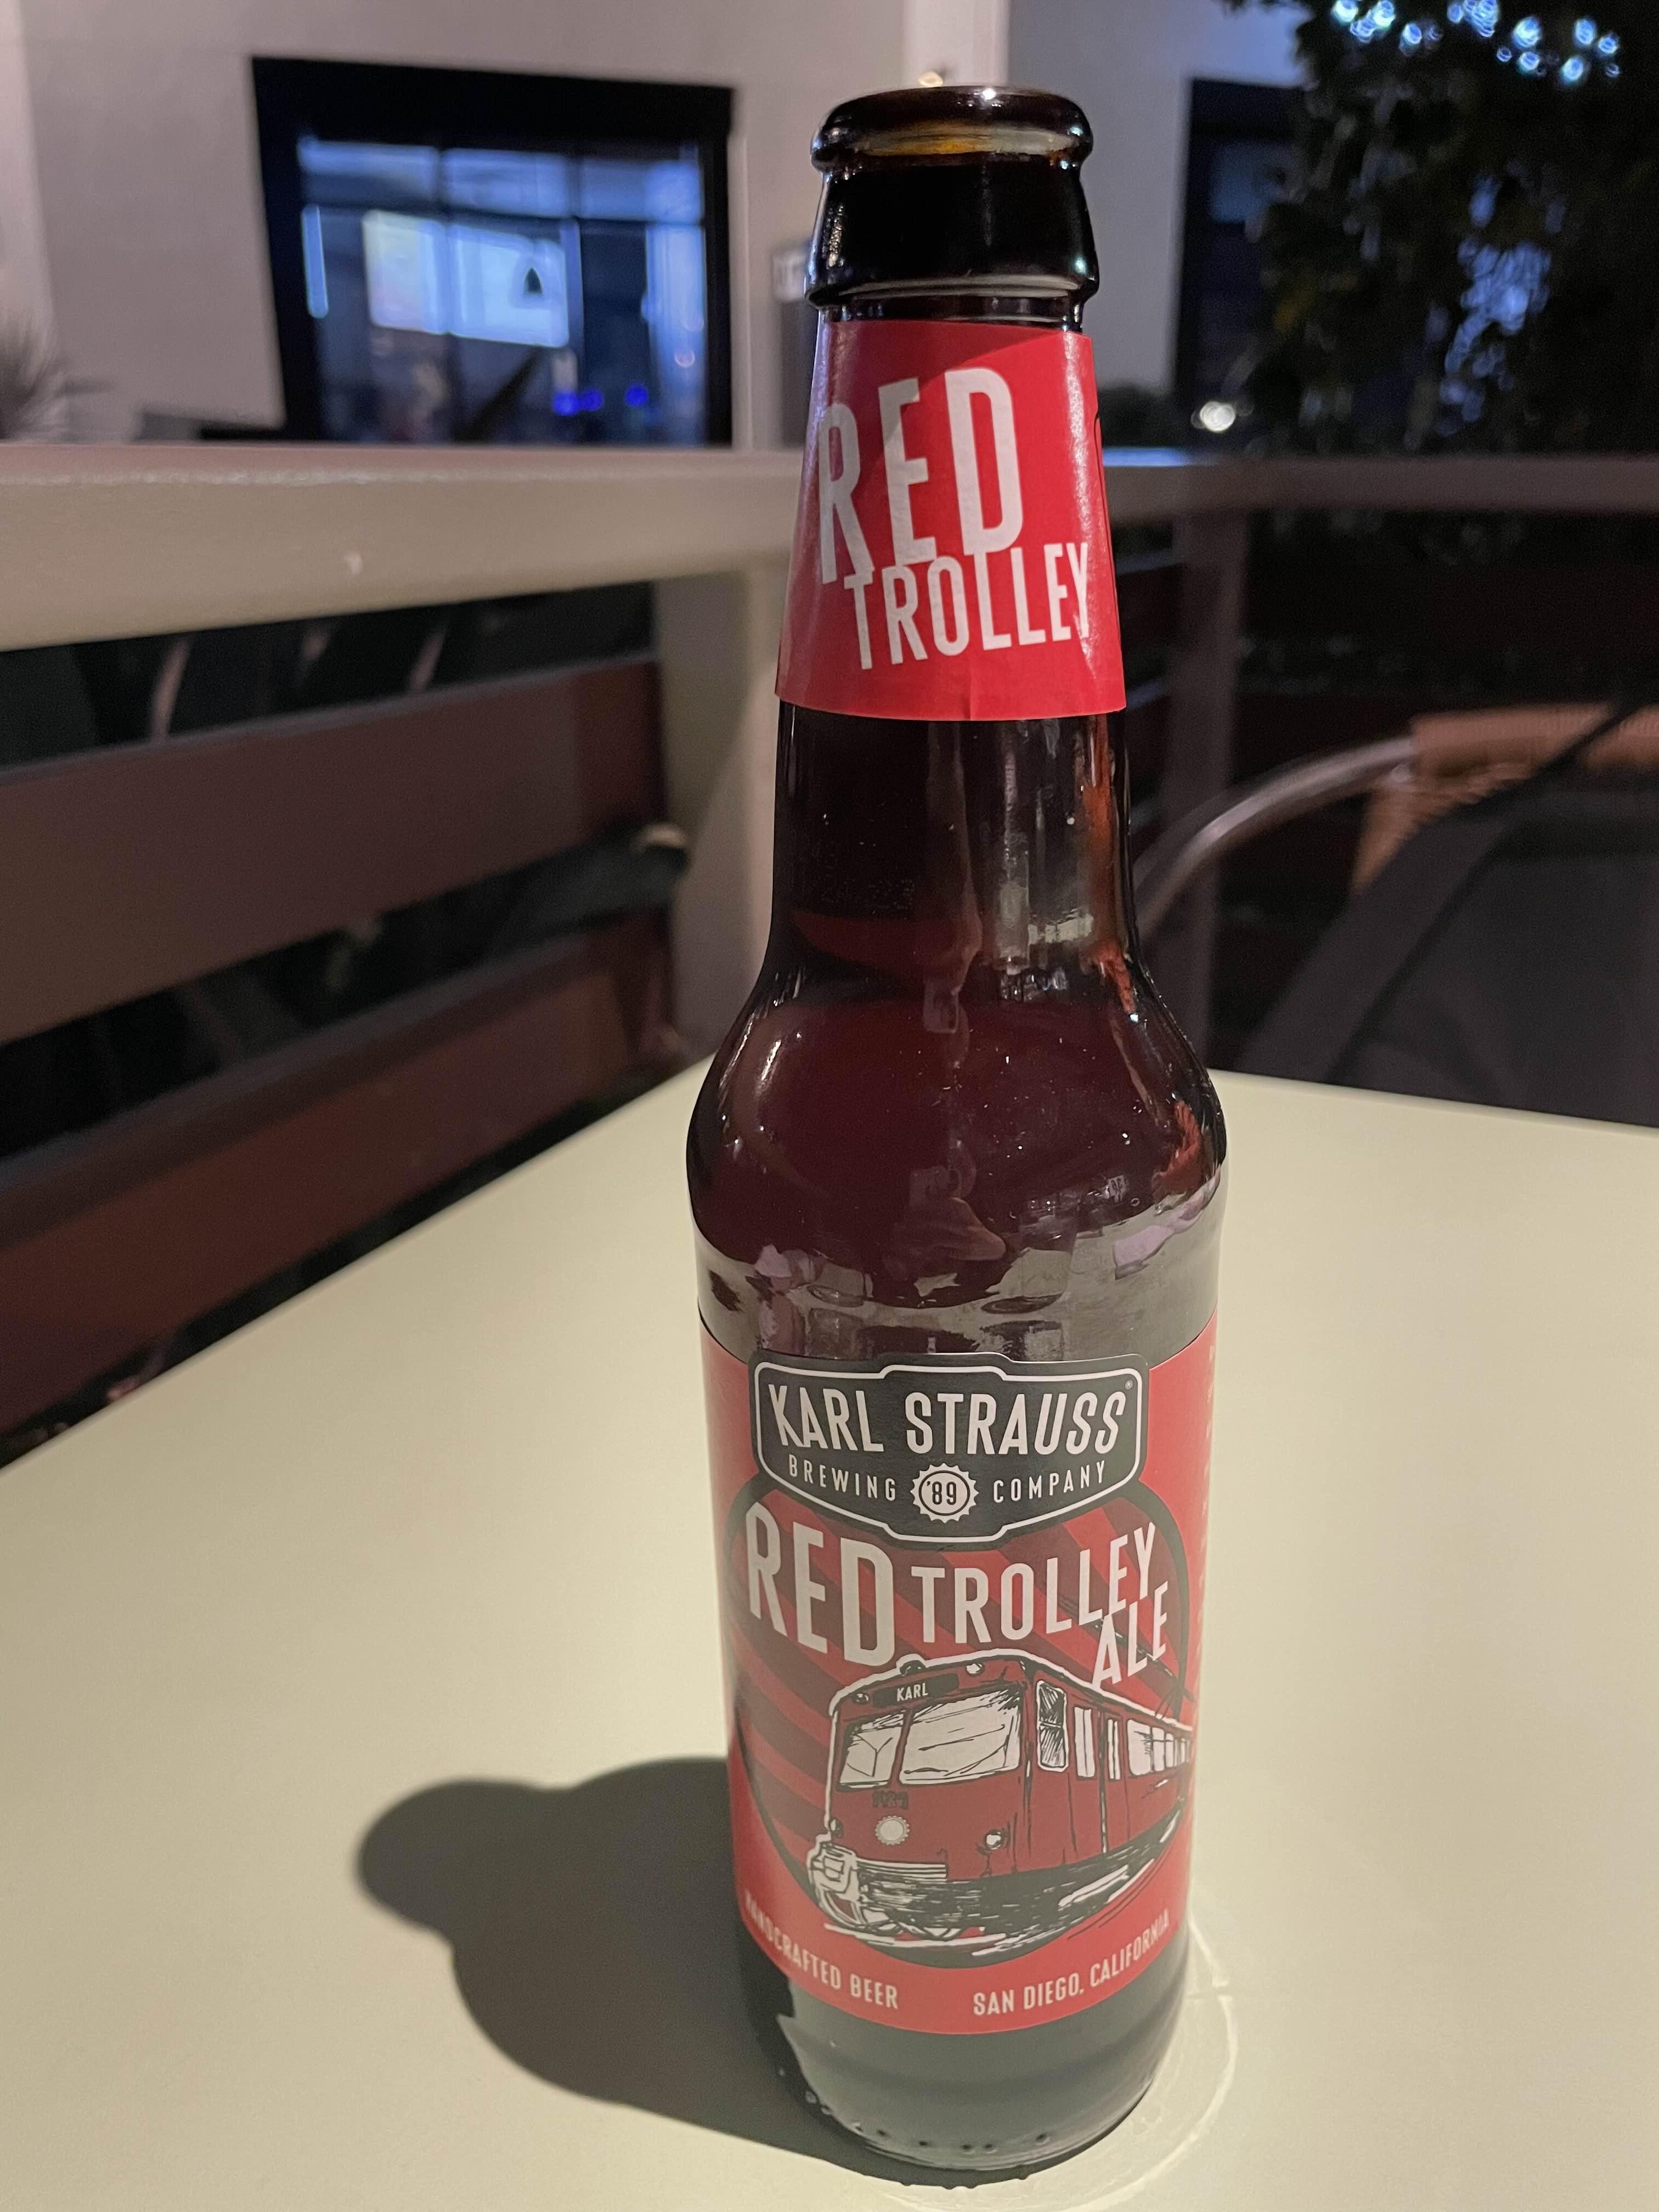 RED
TROLLEY
KARL STRAUSS®
BREWING '89 COMPANY
RED TROLLEY
ALE
KARL
HANDCRAFTED BEER
SAN DIEGO, CALIFORNIA